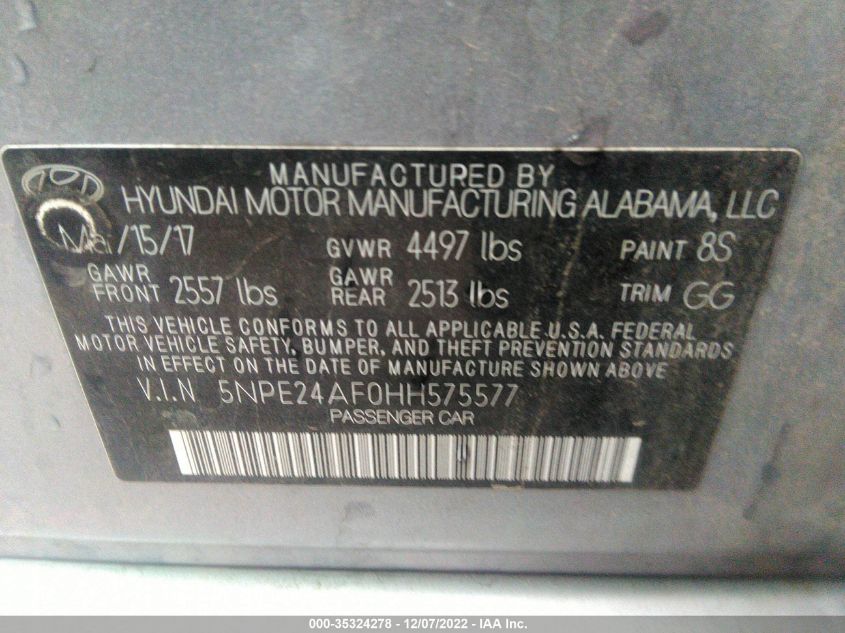 MANUFACTURED BY
HYUNDAI MOTOR MANUFACTURING ALABAMA, LLC
Mar/15/17 GVWR 4497 lbs PAINT 8S
GAWR FRONT 2557 lbs GAWR REAR 2513 lbs TRIM GG
THIS VEHICLE CONFORMS TO ALL APPLICABLE U.S.A. FEDERAL
MOTOR VEHICLE SAFETY, BUMPER, AND THEFT PREVENTION STANDARDS
IN EFFECT ON THE DATE OF MANUFACTURE SHOWN ABOVE.
V.I.N 5NPE24AF0HH575577
PASSENGER CAR
000-35324278 - 12/07/2022 - IAA Inc.